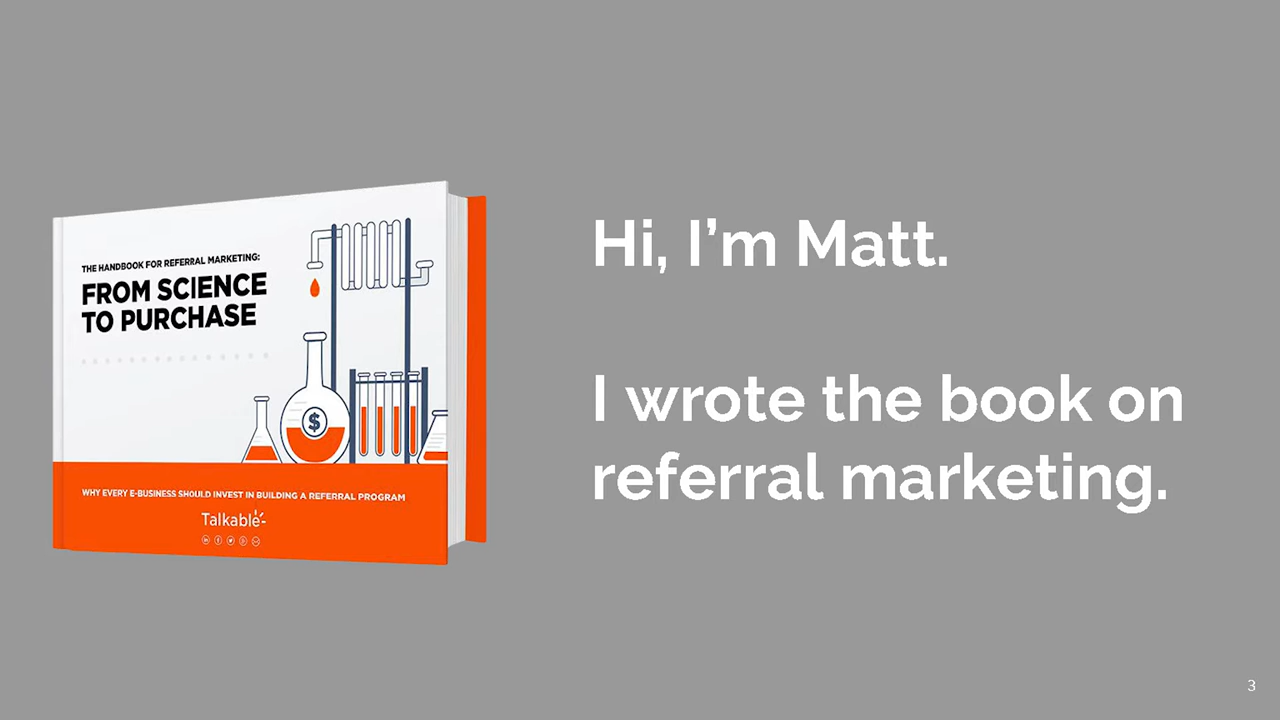 THE HANDBOOK FOR REFERRAL MARKETING:
FROM SCIENCE
TO PURCHASE
$
WHY EVERY E-BUSINESS SHOULD INVEST IN BUILDING A REFERRAL PROGRAM
Talkable
Hi, I’m Matt.
I wrote the book on
referral marketing.
3